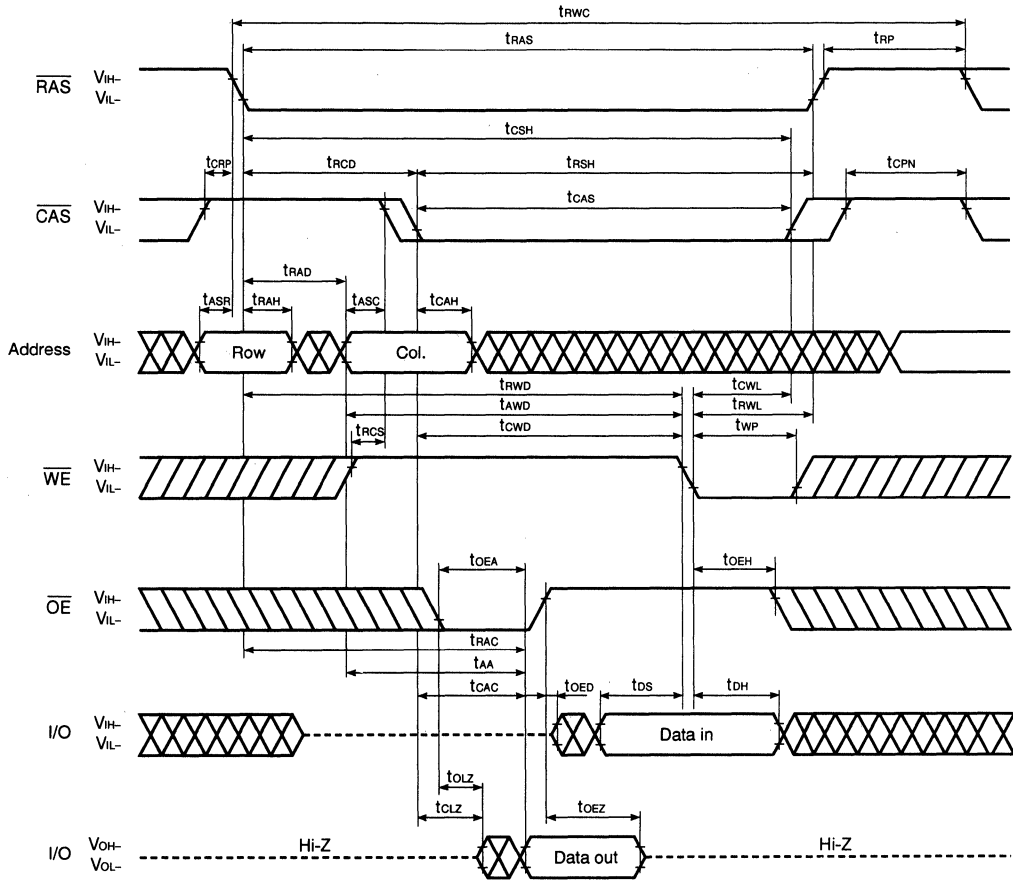 tRWC
tRAS
tRP
RAS
VIH–
VIL–
tCSH
tCRP
tRCD
tRSH
tCPN
CAS
VIH–
VIL–
tCAS
tRAD
tASR
tRAH
tASC
tCAH
Address
VIH–
VIL–
Row
Col.
tRWD
tCWL
tAWD
tRWL
tRCS
tCWD
tWP
WE
VIH–
VIL–
tOEA
tOEH
OE
VIH–
VIL–
tRAC
tAA
tCAC
tOED
tDS
tDH
I/O
VIH–
VIL–
Data in
tOLZ
tCLZ
tOEZ
I/O
VOH–
VOL–
Hi-Z
Data out
Hi-Z